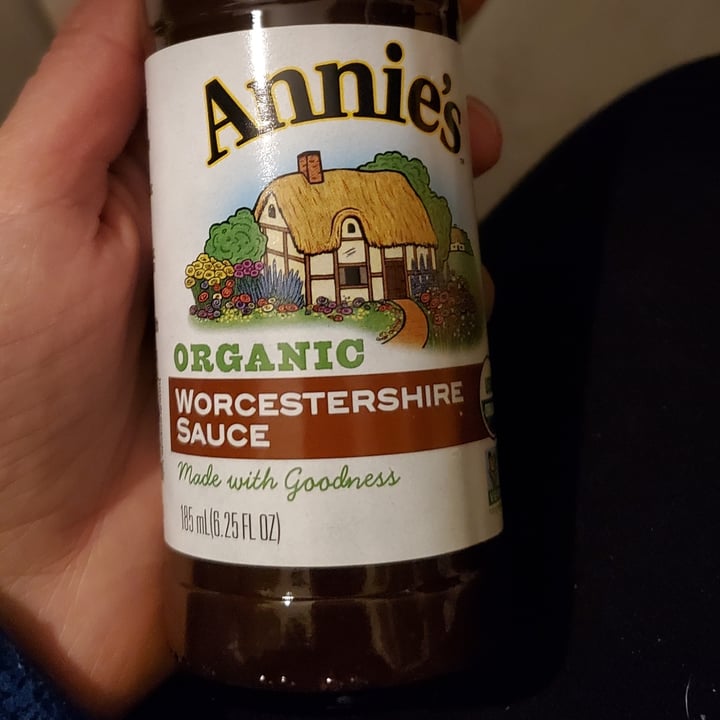 Annie's
ORGANIC
WORCESTERSHIRE
SAUCE
Made with Goodness
185 mL(6.25 FL OZ)